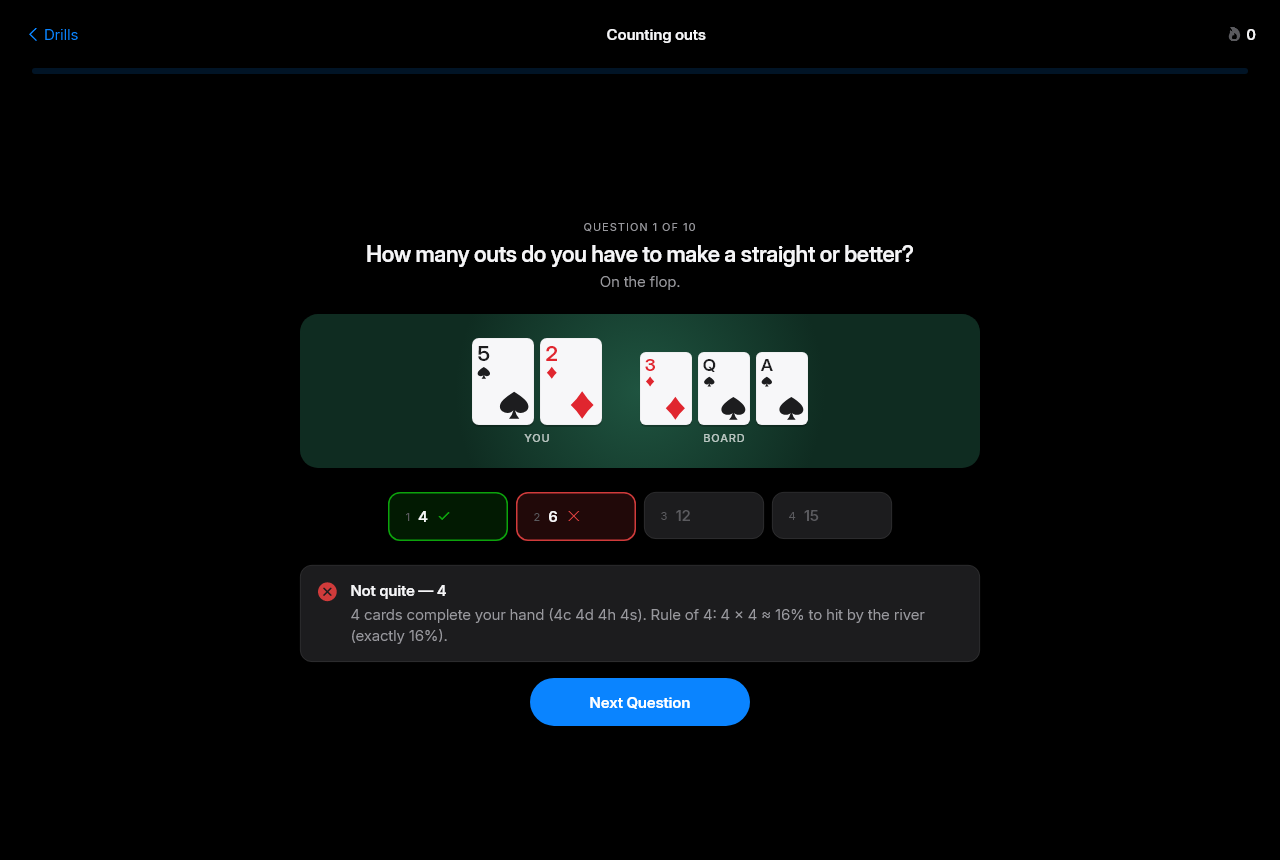 Drills
Counting outs
0
QUESTION 1 OF 10
How many outs do you have to make a straight or better?
On the flop.
5 2 3 Q A
YOU BOARD
1 4 2 6 3 12 4 15
Not quite — 4
4 cards complete your hand (4c 4d 4h 4s). Rule of 4: 4 × 4 ≈ 16% to hit by the river
(exactly 16%).
Next Question